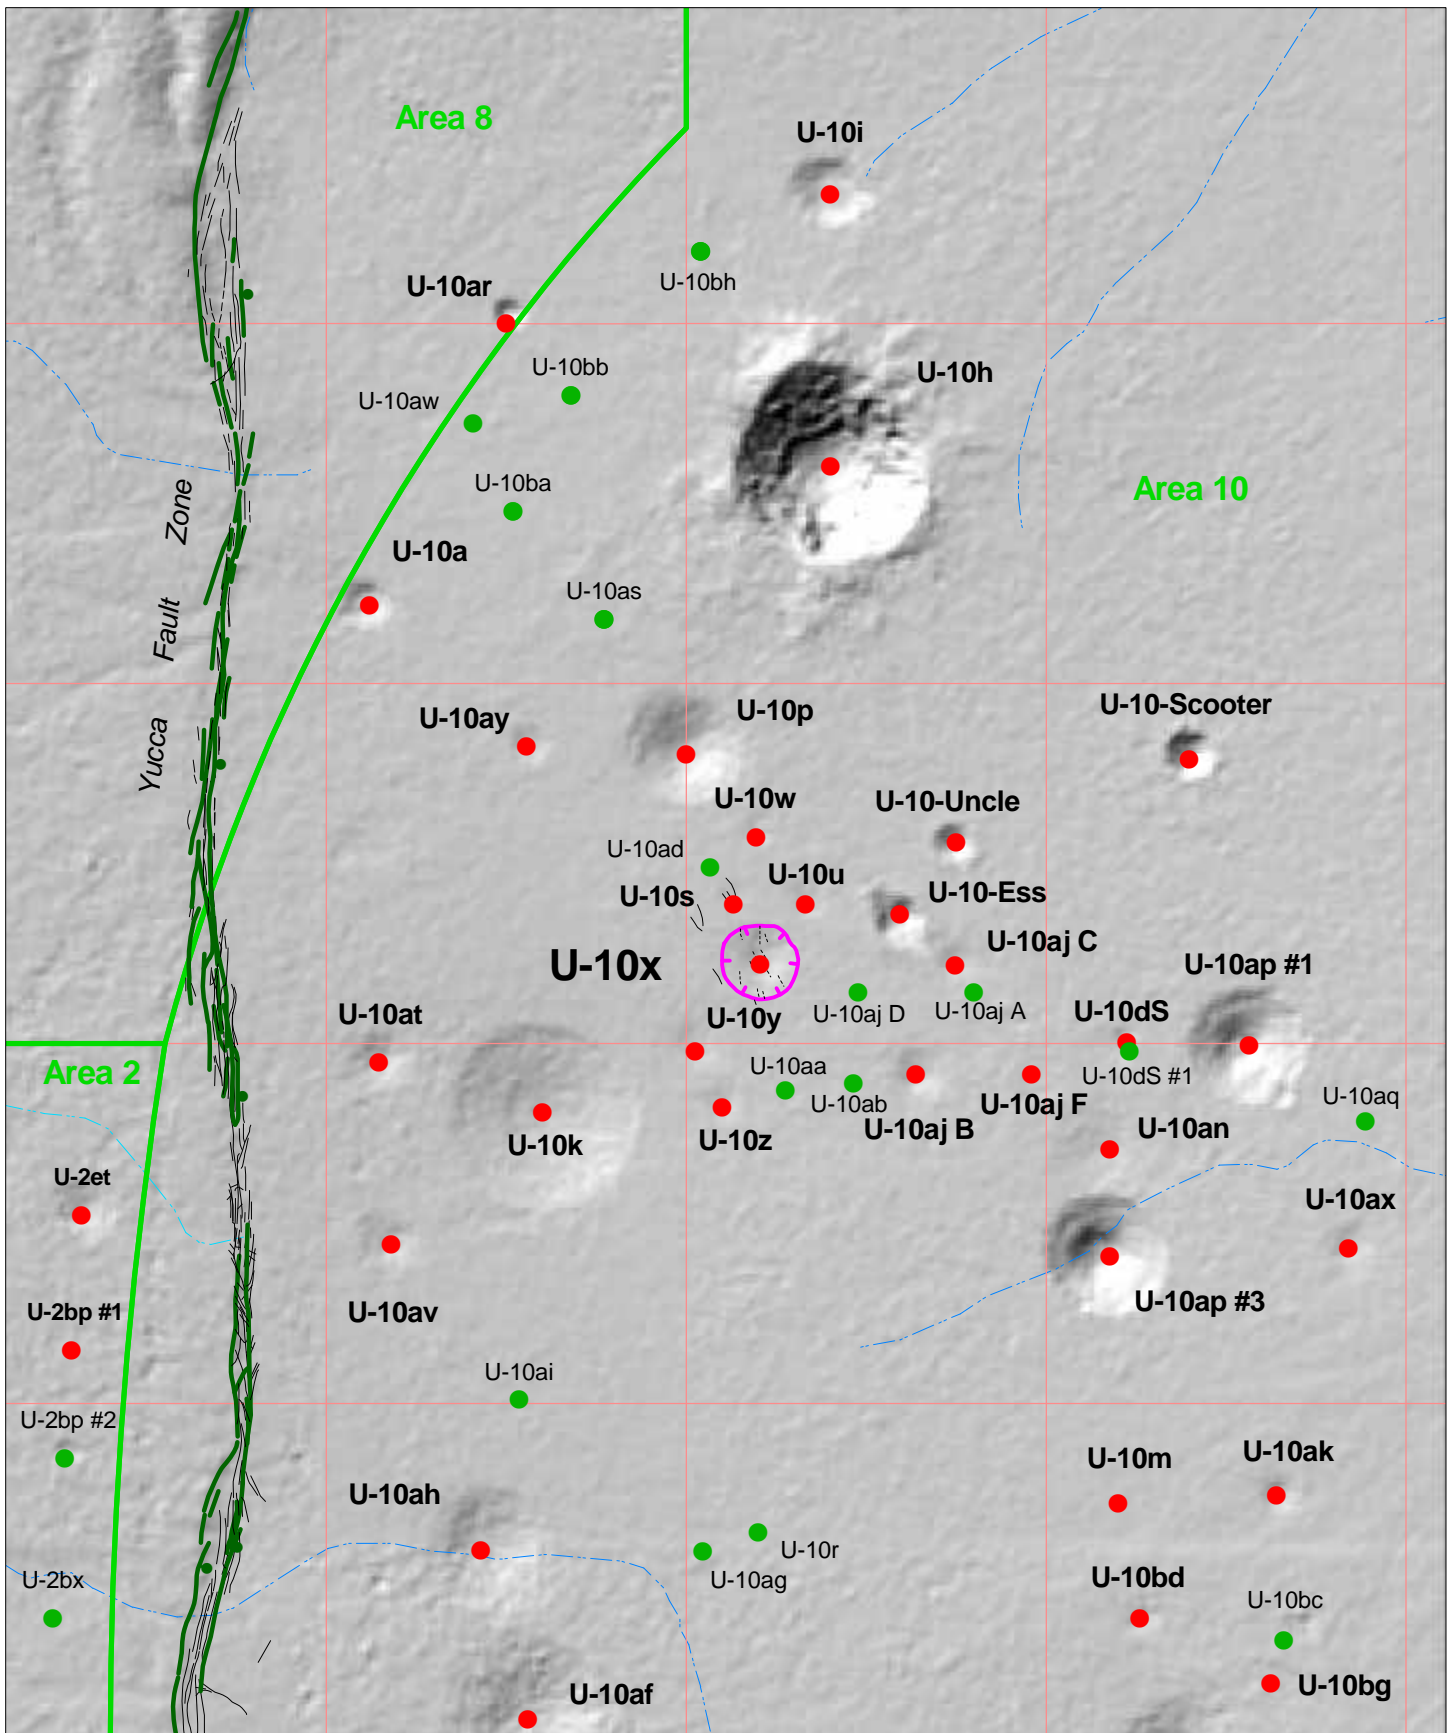 Area 8
U-10i
U-10bh
U-10ar
U-10bb
U-10h
U-10aw
U-10ba
Area 10
Yucca Fault Zone
U-10a
U-10as
U-10ay
U-10p
U-10-Scooter
U-10w
U-10-Uncle
U-10ad
U-10u
U-10s
U-10-Ess
U-10aj C
U-10x
U-10ap #1
U-10at
U-10y
U-10aj D
U-10aj A
U-10dS
Area 2
U-10aa
U-10dS #1
U-10ab
U-10aj F
U-10aq
U-10k
U-10z
U-10aj B
U-10an
U-2et
U-10ax
U-2bp #1
U-10av
U-10ap #3
U-10ai
U-2bp #2
U-10m
U-10ak
U-10ah
U-10r
U-10ag
U-2bx
U-10bd
U-10bc
U-10af
U-10bg